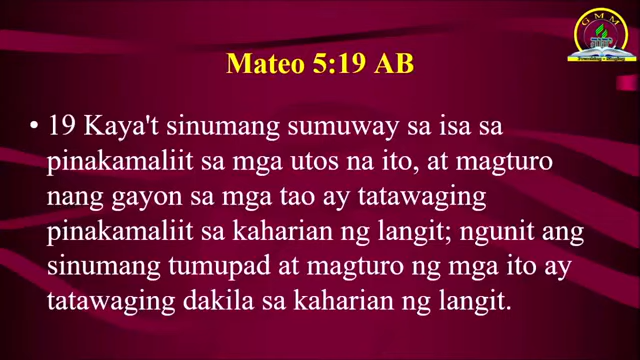 GMM
Mateo 5:19 AB
• 19 Kaya't sinumang sumuway sa isa sa
pinakamaliit sa mga utos na ito, at magturo
nang gayon sa mga tao ay tatawaging
pinakamaliit sa kaharian ng langit; ngunit ang
sinumang tumupad at magturo ng mga ito ay
tatawaging dakila sa kaharian ng langit.